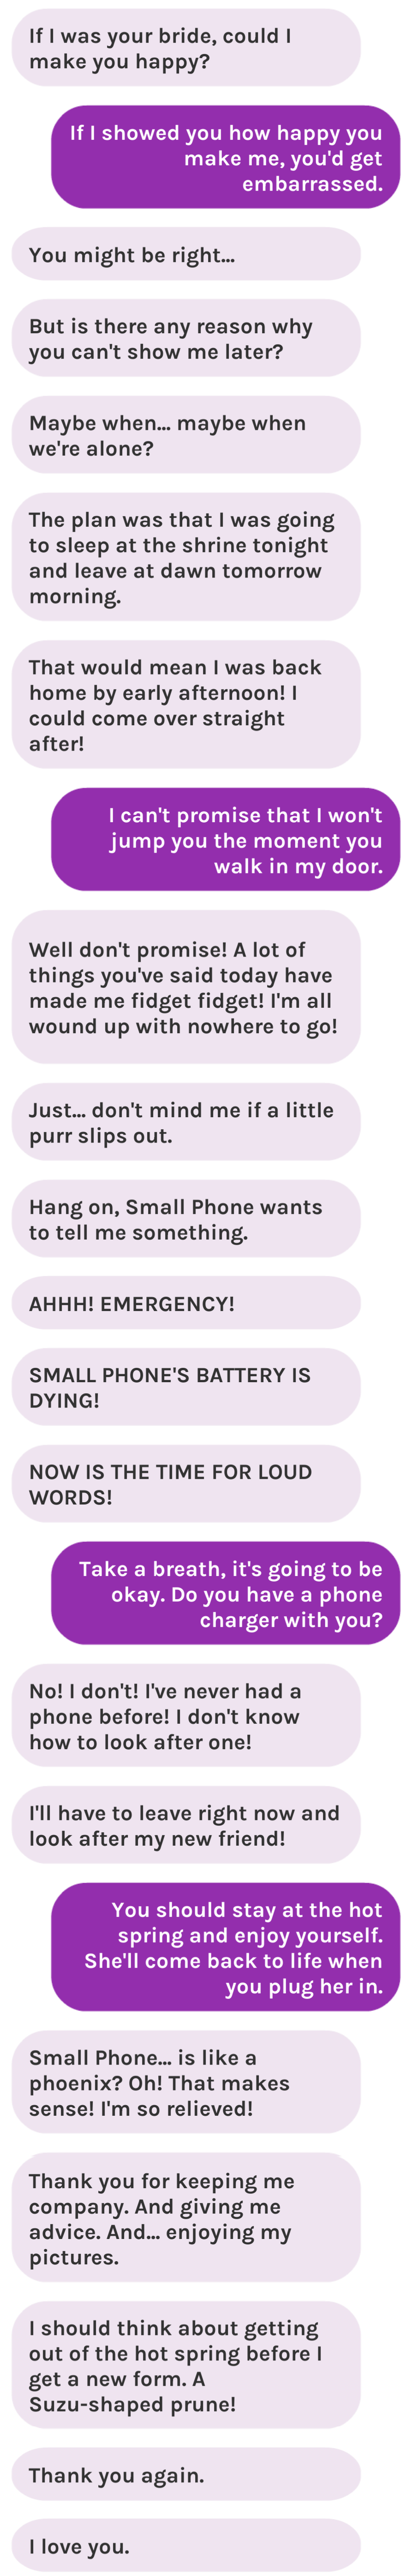 If I was your bride, could I
make you happy?
If I showed you how happy you
make me, you'd get
embarrassed.
You might be right...
But is there any reason why
you can't show me later?
Maybe when... maybe when
we're alone?
The plan was that I was going
to sleep at the shrine tonight
and leave at dawn tomorrow
morning.
That would mean I was back
home by early afternoon! I
could come over straight
after!
I can't promise that I won't
jump you the moment you
walk in my door.
Well don't promise! A lot of
things you've said today have
made me fidget fidget! I'm all
wound up with nowhere to go!
Just... don't mind me if a little
purr slips out.
Hang on, Small Phone wants
to tell me something.
AHHH! EMERGENCY!
SMALL PHONE'S BATTERY IS
DYING!
NOW IS THE TIME FOR LOUD
WORDS!
Take a breath, it's going to be
okay. Do you have a phone
charger with you?
No! I don't! I've never had a
phone before! I don't know
how to look after one!
I'll have to leave right now and
look after my new friend!
You should stay at the hot
spring and enjoy yourself.
She'll come back to life when
you plug her in.
Small Phone... is like a
phoenix? Oh! That makes
sense! I'm so relieved!
Thank you for keeping me
company. And giving me
advice. And... enjoying my
pictures.
I should think about getting
out of the hot spring before I
get a new form. A
Suzu-shaped prune!
Thank you again.
I love you.